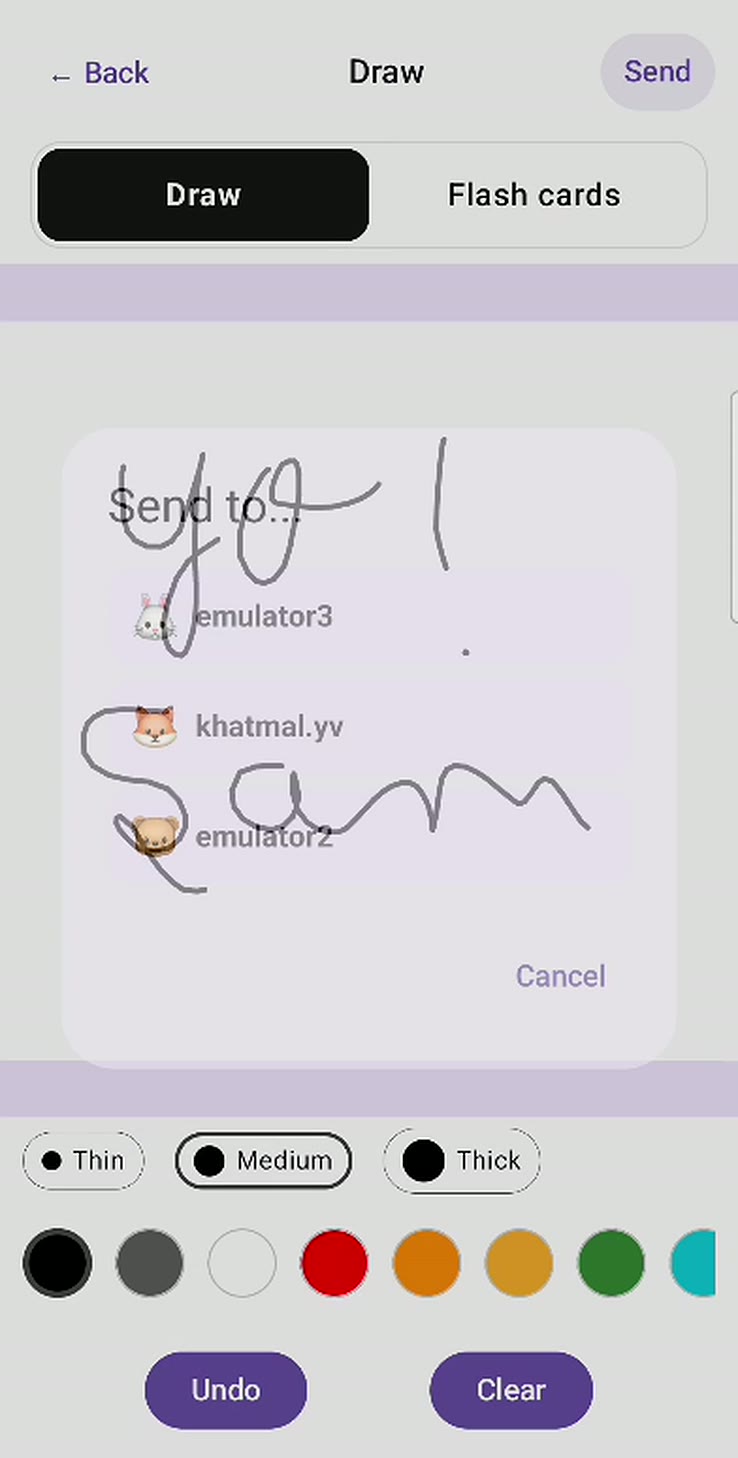 ← Back Draw Send
Draw Flash cards
yo!
Send to...
emulator3
khatmal.yv
Sam
emulator2
Cancel
Thin Medium Thick
Undo Clear